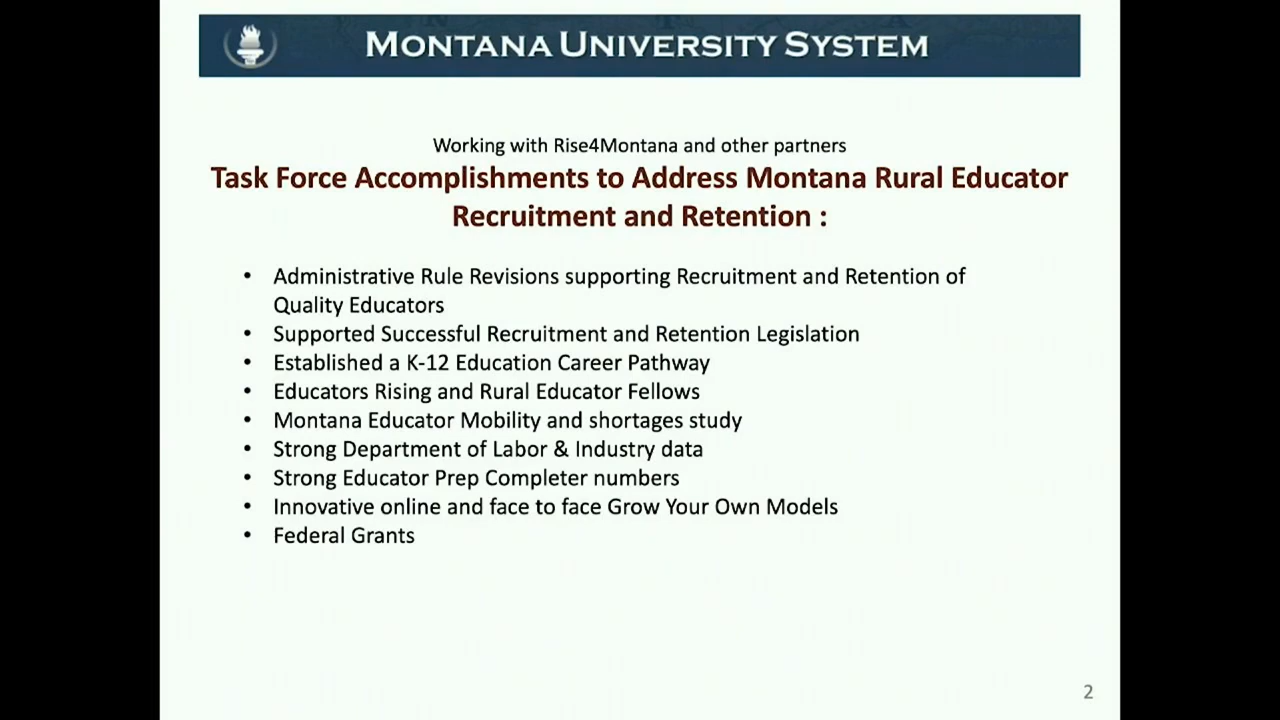 MONTANA UNIVERSITY SYSTEM
Working with Rise4Montana and other partners
Task Force Accomplishments to Address Montana Rural Educator
Recruitment and Retention :
• Administrative Rule Revisions supporting Recruitment and Retention of
Quality Educators
• Supported Successful Recruitment and Retention Legislation
• Established a K-12 Education Career Pathway
• Educators Rising and Rural Educator Fellows
• Montana Educator Mobility and shortages study
• Strong Department of Labor & Industry data
• Strong Educator Prep Completer numbers
• Innovative online and face to face Grow Your Own Models
• Federal Grants
2